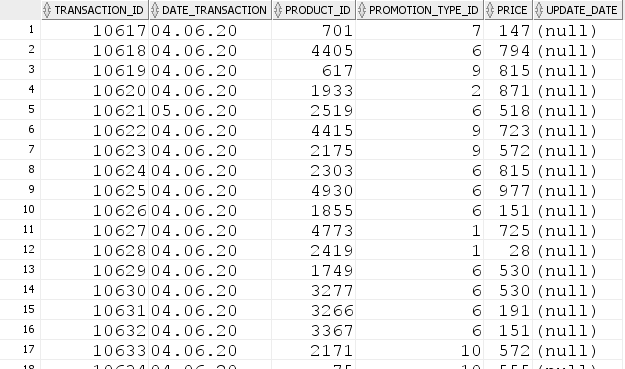 TRANSACTION_ID DATE_TRANSACTION PRODUCT_ID PROMOTION_TYPE_ID PRICE UPDATE_DATE
1 10617 04.06.20 701 7 147 (null)
2 10618 04.06.20 4405 6 794 (null)
3 10619 04.06.20 617 9 815 (null)
4 10620 04.06.20 1933 2 871 (null)
5 10621 05.06.20 2519 6 518 (null)
6 10622 04.06.20 4415 9 723 (null)
7 10623 04.06.20 2175 9 572 (null)
8 10624 04.06.20 2303 6 815 (null)
9 10625 04.06.20 4930 6 977 (null)
10 10626 04.06.20 1855 6 151 (null)
11 10627 04.06.20 4773 1 725 (null)
12 10628 04.06.20 2419 1 28 (null)
13 10629 04.06.20 1749 6 530 (null)
14 10630 04.06.20 3277 6 530 (null)
15 10631 04.06.20 3266 6 191 (null)
16 10632 04.06.20 3367 6 151 (null)
17 10633 04.06.20 2171 10 572 (null)